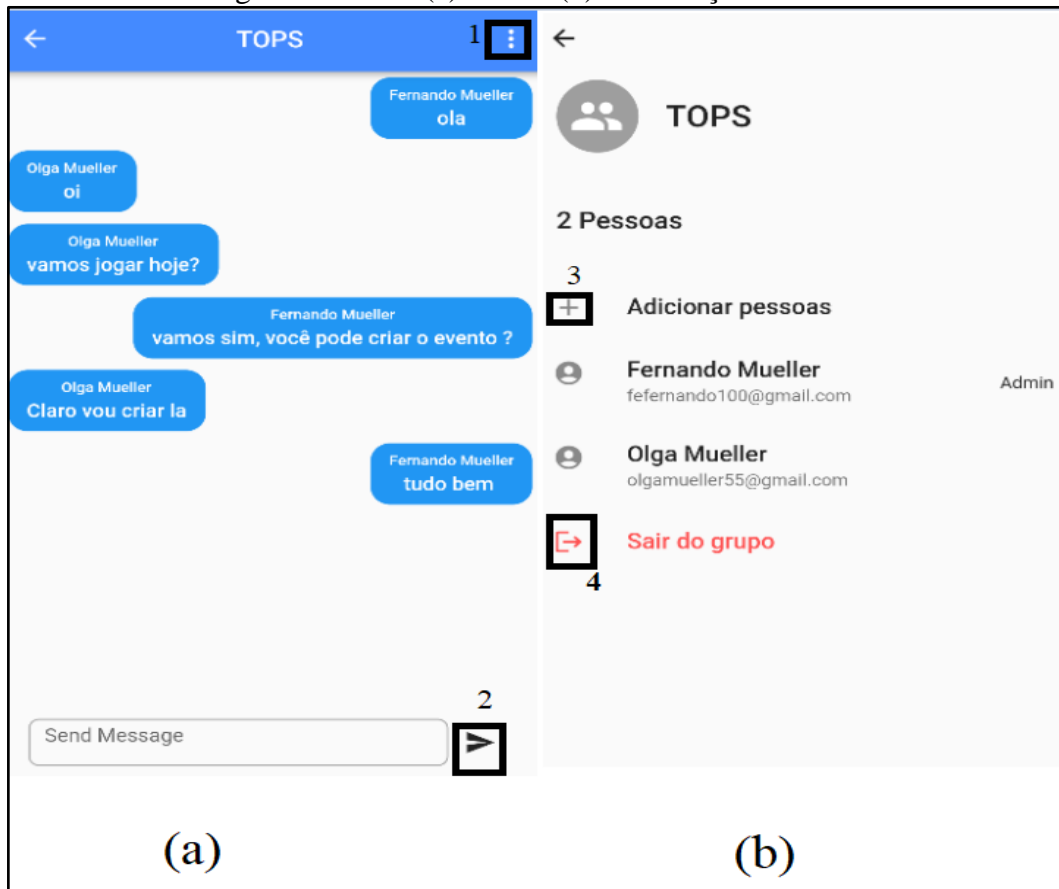 TOPS
1
Fernando Mueller
ola
Olga Mueller
oi
Olga Mueller
vamos jogar hoje?
Fernando Mueller
vamos sim, você pode criar o evento ?
Olga Mueller
Claro vou criar la
Fernando Mueller
tudo bem
2
Send Message
(a)
TOPS
2 Pessoas
3
Adicionar pessoas
Fernando Mueller
fefernando100@gmail.com
Admin
Olga Mueller
olgamueller55@gmail.com
Sair do grupo
4
(b)